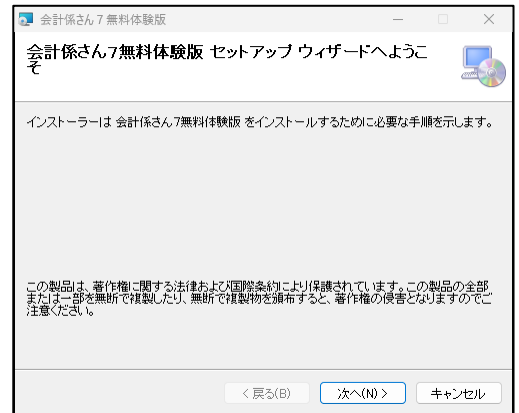 会計係さん７無料体験版
会計係さん7無料体験版 セットアップ ウィザードへようこ
そ
インストーラーは 会計係さん7無料体験版 をインストールするために必要な手順を示します。
この製品は、著作権に関する法律および国際条約により保護されています。この製品の全部
または一部を無断で複製したり、無断で複製物を頒布すると、著作権の侵害となりますのでご
注意ください。
< 戻る(B) 次へ(N) > キャンセル